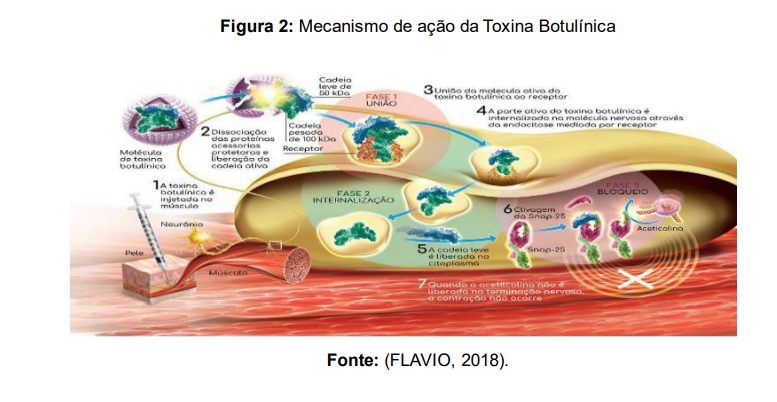 Figura 2: Mecanismo de ação da Toxina Botulínica
Cadeia
leve de
50 kDa
FASE 1
UNIÃO
3 União da molécula ativa da
toxina botulínica ao receptor
4 A parte ativa da toxina botulínica é
internalizada na molécula nervosa através
da endocitose mediada por receptor
Molécula
de toxina
botulínica
2 Dissociação
das proteínas
acessórias
protetoras e
liberação da
cadeia ativa
Cadeia
pesada
de 100 kDa
Receptor
1 A toxina
botulínica é
injetada no
músculo
Neurônio
Pele
Músculo
FASE 2
INTERNALIZAÇÃO
5 A cadeia leve
é liberada no
citoplasma
6 Clivagem
da Snap-25
Snap-25
FASE 3
BLOQUEIO
Aceticolina
7 Quando a aceticolina não é
liberada na terminação nervosa,
a contração não ocorre
Fonte: (FLAVIO, 2018).